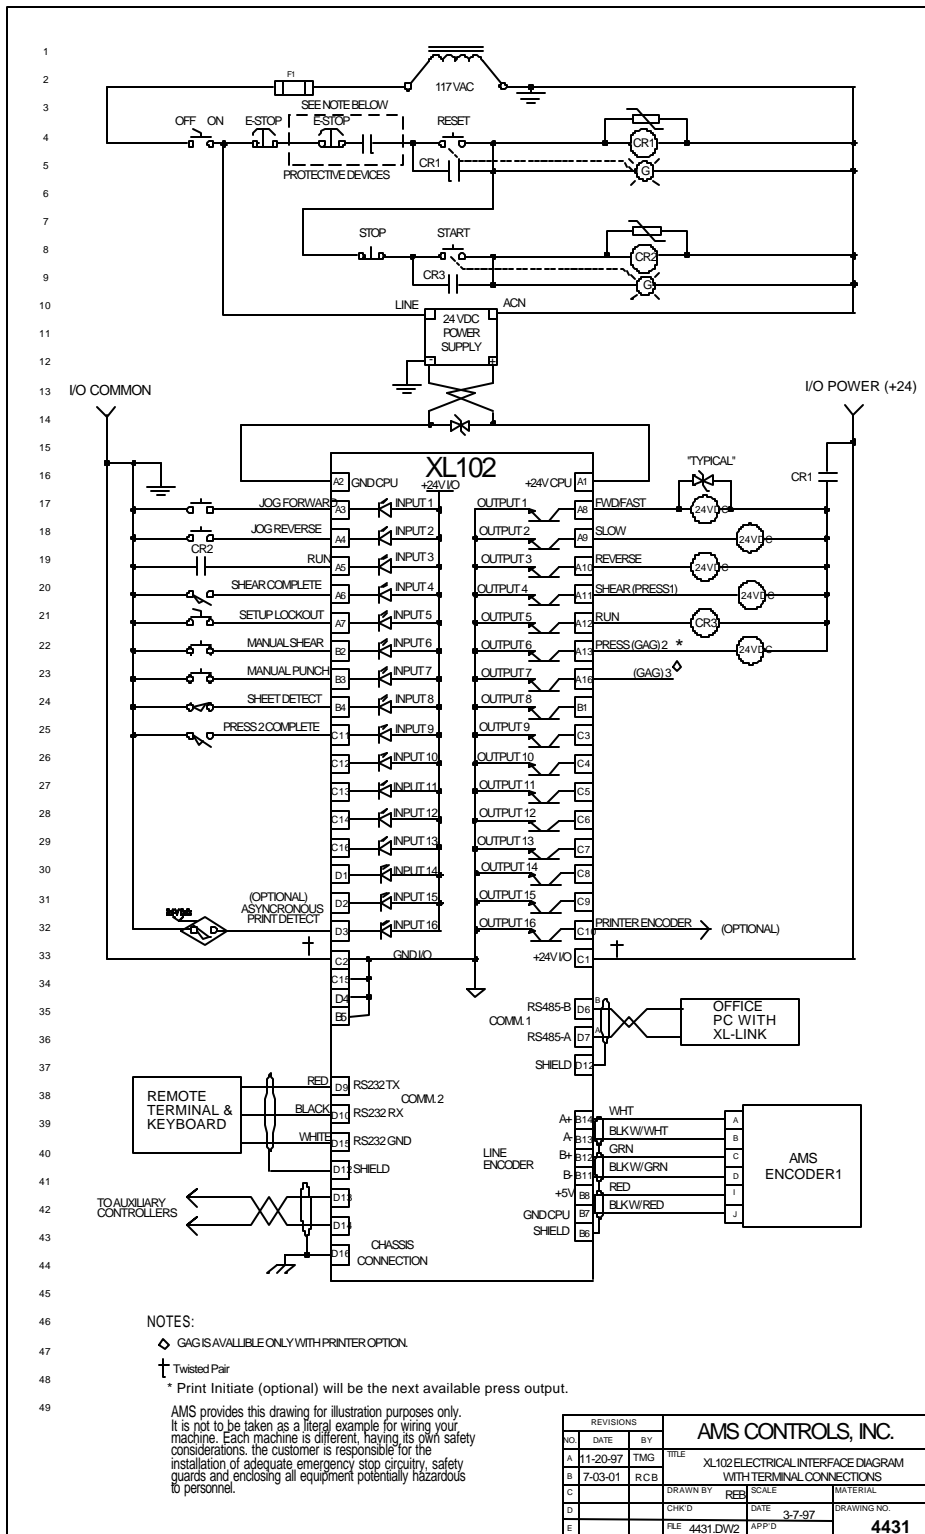 1
2
F1
117 VAC
3
SEE NOTE BELOW
4
OFF ON E-STOP E-STOP RESET CR1
5
CR1 G
PROTECTIVE DEVICES
6
7
8
STOP START CR2
9
CR3 G
10
LINE ACN
11
24 VDC
POWER
SUPPLY
- +
12
13
I/O COMMON I/O POWER (+24)
14
15
XL102
16
A2 GND CPU +24V I/O +24V CPU A1 "TYPICAL" CR1
17
JOG FORWARD A3 INPUT 1 OUTPUT 1 A8 FWD/FAST 24VDC
18
JOG REVERSE A4 INPUT 2 OUTPUT 2 A9 SLOW 24VDC
19
CR2 RUN A5 INPUT 3 OUTPUT 3 A10 REVERSE 24VDC
20
SHEAR COMPLETE A6 INPUT 4 OUTPUT 4 A11 SHEAR (PRESS1) 24VDC
21
SETUP LOCKOUT A7 INPUT 5 OUTPUT 5 A12 RUN CR3
22
MANUAL SHEAR B2 INPUT 6 OUTPUT 6 A13 PRESS (GAG) 2 * 24VDC
23
MANUAL PUNCH B3 INPUT 7 OUTPUT 7 A16 (GAG) 3
24
SHEET DETECT B4 INPUT 8 OUTPUT 8 B1
25
PRESS 2 COMPLETE C11 INPUT 9 OUTPUT 9 C3
26
C12 INPUT 10 OUTPUT 10 C4
27
C13 INPUT 11 OUTPUT 11 C5
28
C14 INPUT 12 OUTPUT 12 C6
29
C16 INPUT 13 OUTPUT 13 C7
30
D1 INPUT 14 OUTPUT 14 C8
31
(OPTIONAL)
ASYNCRONOUS
PRINT DETECT
D2 INPUT 15 OUTPUT 15 C9
32
D3 INPUT 16 OUTPUT 16 C10 PRINTER ENCODER (OPTIONAL)
33
† C2 GND I/O +24V I/O C1 †
34
C15
D4
35
B5
RS485-B D6 B
COMM. 1
OFFICE
PC WITH
XL-LINK
36
RS485-A D7 A
37
SHIELD D12
38
REMOTE
TERMINAL &
KEYBOARD
RED D9 RS232 TX
COMM. 2
39
BLACK D10 RS232 RX
WHITE D15 RS232 GND
40
D12 SHIELD
LINE
ENCODER
A+ B14 WHT A
A- B13 BLK W/WHT B
B+ B12 GRN C
B- B11 BLK W/GRN D
+5V B8 RED I
GND CPU B7 BLK W/RED J
SHIELD B6
AMS
ENCODER1
41
TO AUXILIARY
CONTROLLERS
D13
42
D14
43
D16 CHASSIS
CONNECTION
44
45
46
NOTES:
47
GAG IS AVALLIBLE ONLY WITH PRINTER OPTION.
† Twisted Pair
48
* Print Initiate (optional) will be the next available press output.
49
AMS provides this drawing for illustration purposes only.
It is not to be taken as a literal example for wiring your
machine. Each machine is different, having its own safety
considerations. the customer is responsible for the
installation of adequate emergency stop circuitry, safety
guards and enclosing all equipment potentially hazardous
to personnel.
REVISIONS
NO. DATE BY
A 11-20-97 TMG
B 7-03-01 RCB
C
D
E
AMS CONTROLS, INC.
TITLE
XL102 ELECTRICAL INTERFACE DIAGRAM
WITH TERMINAL CONNECTIONS
DRAWN BY REB SCALE MATERIAL
CHK'D DATE 3-7-97 DRAWING NO.
FILE 4431.DW2 APP'D 4431